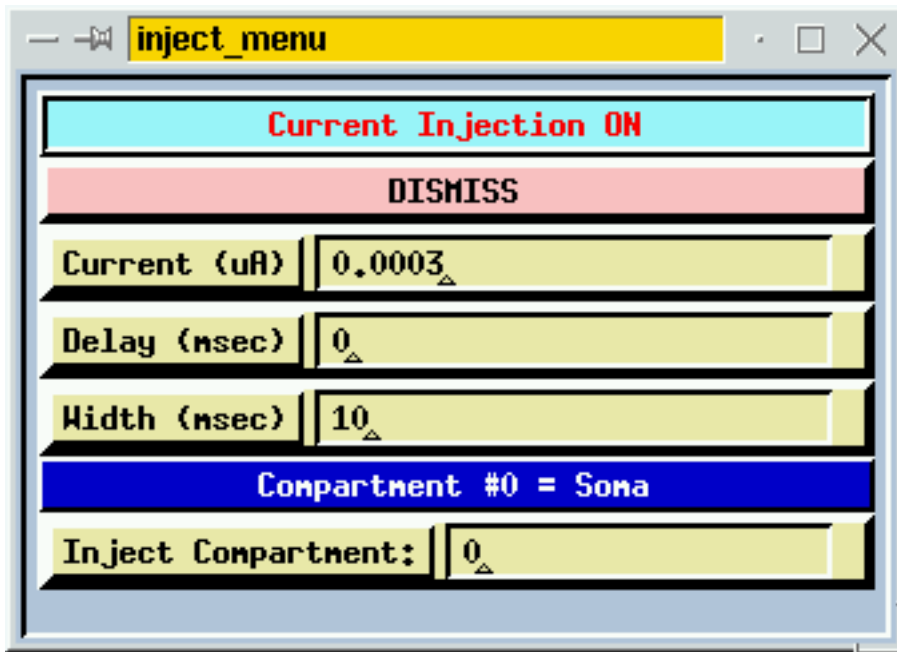 inject_menu
Current Injection ON
DISMISS
Current (uA) 0.0003
Delay (msec) 0
Width (msec) 10
Compartment #0 = Soma
Inject Compartment: 0